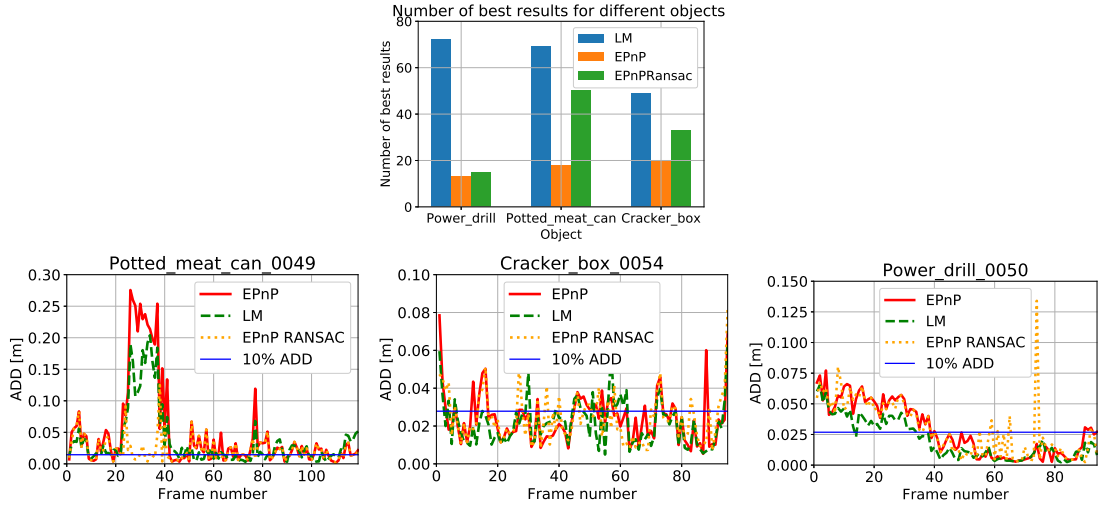 Number of best results for different objects
Number of best results
80
60
40
20
0
LM
EPnP
EPnPRansac
Power_drill Potted_meat_can Cracker_box
Object
Potted_meat_can_0049
ADD [m]
0.30
0.25
0.20
0.15
0.10
0.05
0.00
EPnP
LM
EPnP RANSAC
10% ADD
0 20 40 60 80 100
Frame number
Cracker_box_0054
ADD [m]
0.10
0.08
0.06
0.04
0.02
0.00
EPnP
LM
EPnP RANSAC
10% ADD
0 20 40 60 80
Frame number
Power_drill_0050
ADD [m]
0.150
0.125
0.100
0.075
0.050
0.025
0.000
EPnP
LM
EPnP RANSAC
10% ADD
0 20 40 60 80
Frame number